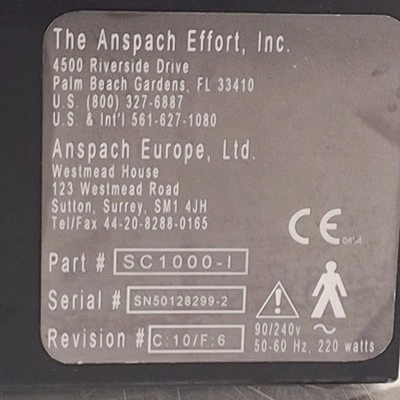 The Anspach Effort, Inc.
4500 Riverside Drive
Palm Beach Gardens, FL 33410
U.S. (800) 327-6887
U.S. & Int'l 561-627-1080
Anspach Europe, Ltd.
Westmead House
123 Westmead Road
Sutton, Surrey, SM1 4JH
Tel/Fax 44-20-8288-0165
CE
Part # SC1000-I
Serial # SN50128299-2
Revision # C:10/F:6
90/240v
50-60 Hz, 220 watts